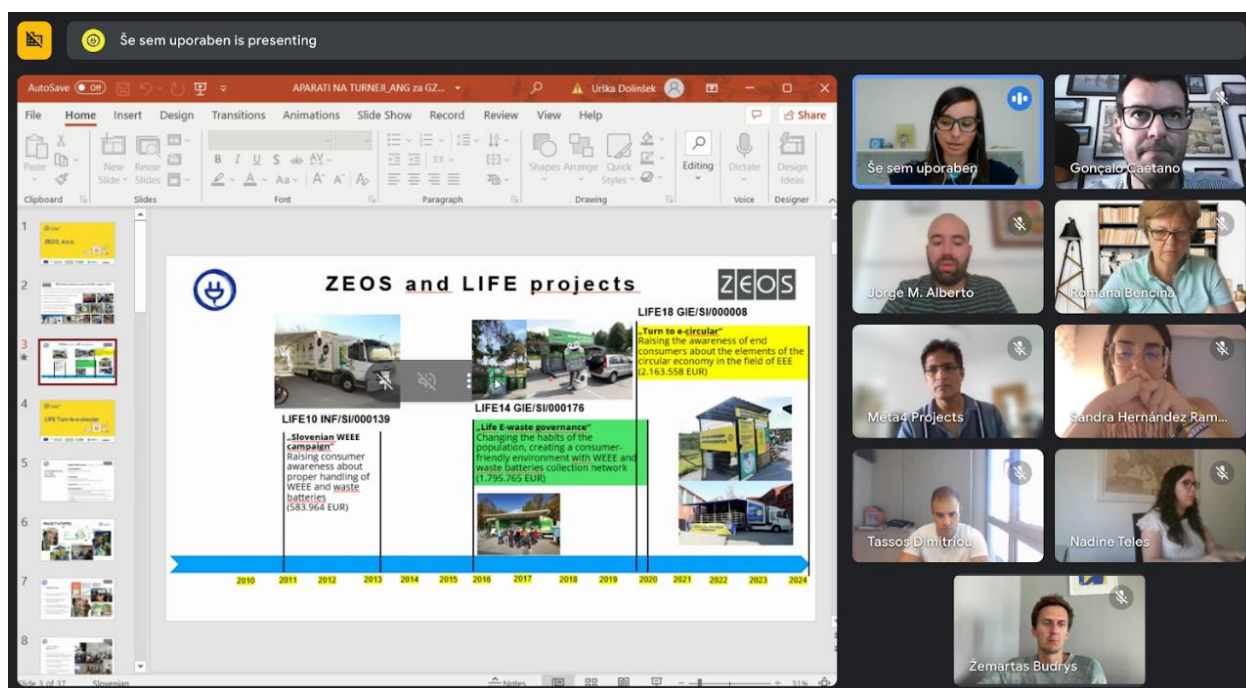 Še sem uporaben is presenting
AutoSave Off
APARATI NA TURNEJI_ANG za GZ...
Urška Dolinšek
File Home Insert Design Transitions Animations Slide Show Record Review View Help
Share
Paste
New Slide
Reuse Slides
Shapes Arrange Quick Styles
Editing
Dictate
Design Ideas
Clipboard Slides Font Paragraph Drawing Voice Designer
1
2
3
4
5
6
7
8
ZEOS and LIFE projects
ZEOS
LIFE18 GIE/SI/000008
„Turn to e-circular“
Raising the awareness of end
consumers about the elements of the
circular economy in the field of EEE
(2.163.558 EUR)
LIFE14 GIE/SI/000176
„Life E-waste governance“
Changing the habits of the
population, creating a consumer-
friendly environment with WEEE and
waste batteries collection network
(1.795.765 EUR)
LIFE10 INF/SI/000139
„Slovenian WEEE
campaign“
Raising consumer
awareness about
proper handling of
WEEE and waste
batteries
(583.964 EUR)
2010 2011 2012 2013 2014 2015 2016 2017 2018 2019 2020 2021 2022 2023 2024
Slide 3 of 37 Slovenian
Notes
31%
Še sem uporaben
Gonçalo Caetano
Jorge M. Alberto
Romana Bencina
Meta4 Projects
Sandra Hernández Ram...
Tassos Dimitriou
Nadine Teles
Žemartas Budrys